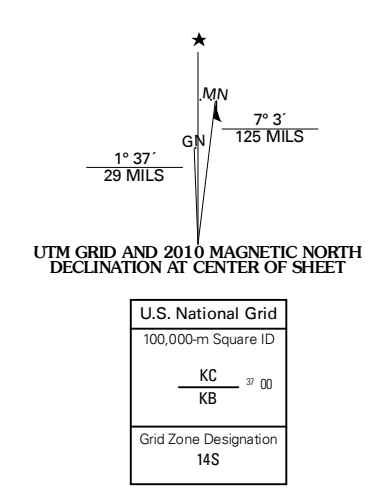 MN
GN
7° 3´
125 MILS
1° 37´
29 MILS
UTM GRID AND 2010 MAGNETIC NORTH
DECLINATION AT CENTER OF SHEET
U.S. National Grid
100,000-m Square ID
KC
37 00
KB
Grid Zone Designation
14S